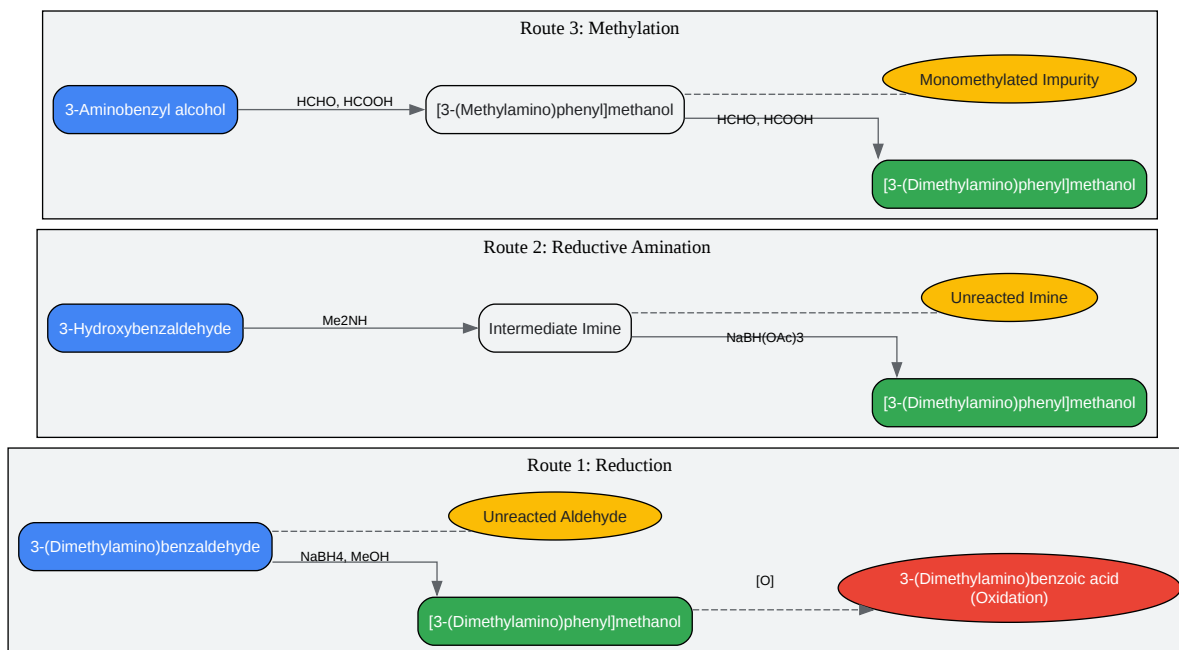 Route 3: Methylation
Monomethylated Impurity
3-Aminobenzyl alcohol
HCHO, HCOOH
[3-(Methylamino)phenyl]methanol
HCHO, HCOOH
[3-(Dimethylamino)phenyl]methanol
Route 2: Reductive Amination
Unreacted Imine
3-Hydroxybenzaldehyde
Me2NH
Intermediate Imine
NaBH(OAc)3
[3-(Dimethylamino)phenyl]methanol
Route 1: Reduction
Unreacted Aldehyde
3-(Dimethylamino)benzaldehyde
NaBH4, MeOH
[3-(Dimethylamino)phenyl]methanol
[O]
3-(Dimethylamino)benzoic acid
(Oxidation)